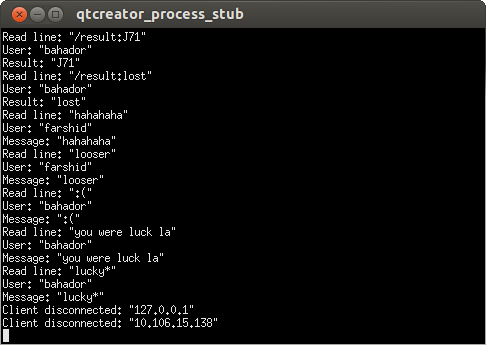 qtcreator_process_stub
Read line: "/result:J71"
User: "bahador"
Result: "J71"
Read line: "/result:lost"
User: "bahador"
Result: "lost"
Read line: "hahahaha"
User: "farshid"
Message: "hahahaha"
Read line: "looser"
User: "farshid"
Message: "looser"
Read line: ":("
User: "bahador"
Message: ":("
Read line: "you were luck la"
User: "bahador"
Message: "you were luck la"
Read line: "lucky*"
User: "bahador"
Message: "lucky*"
Client disconnected: "127.0.0.1"
Client disconnected: "10.106.15.138"